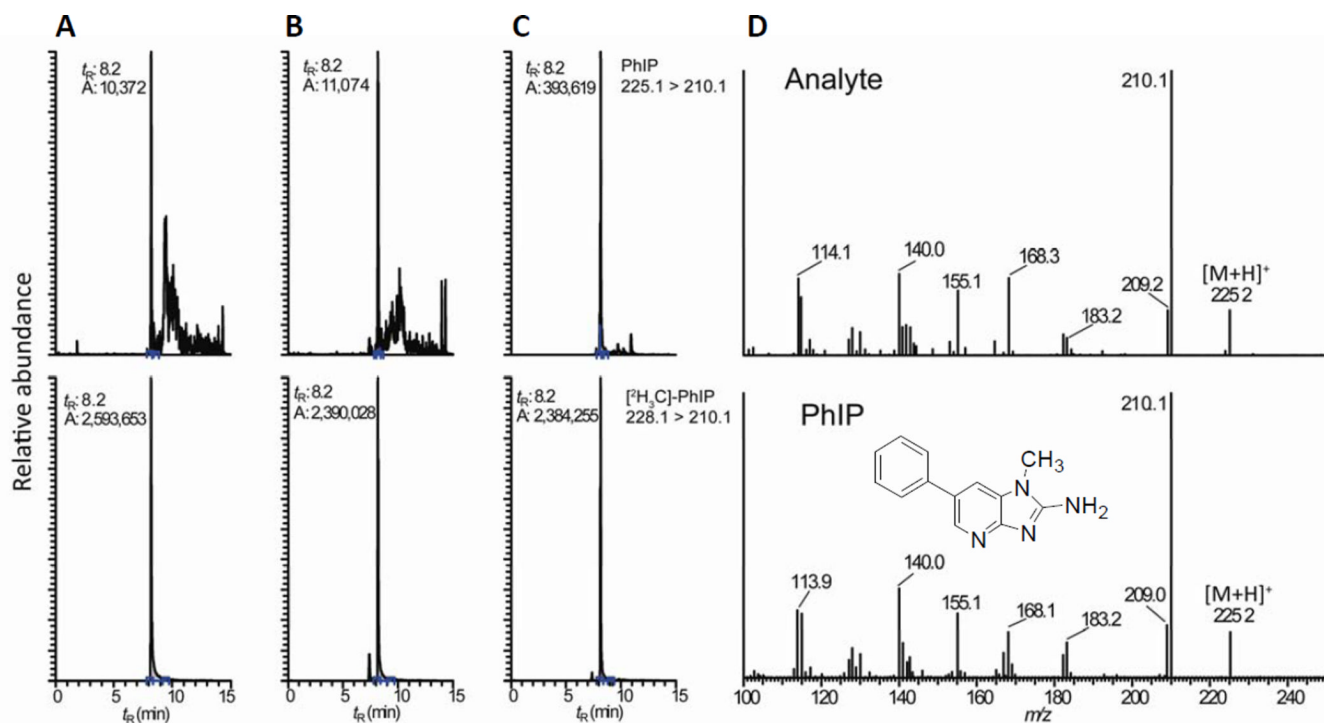 A
B
C
D
Relative abundance
tR: 8.2
A: 10,372
tR: 8.2
A: 11,074
tR: 8.2
A: 393,619
PhIP
225.1 > 210.1
tR: 8.2
A: 2,593,653
tR: 8.2
A: 2,390,028
tR: 8.2
A: 2,384,255
[²H₃C]-PhIP
228.1 > 210.1
0 5 10 15
tR (min)
0 5 10 15
tR (min)
0 5 10 15
tR (min)
Analyte
210.1
114.1
140.0
155.1
168.3
183.2
209.2
[M+H]⁺
225 2
PhIP
210.1
CH₃
N
NH₂
N
N
113.9
140.0
155.1
168.1
183.2
209.0
[M+H]⁺
225 2
100 120 140 160 180 200 220 240
m/z